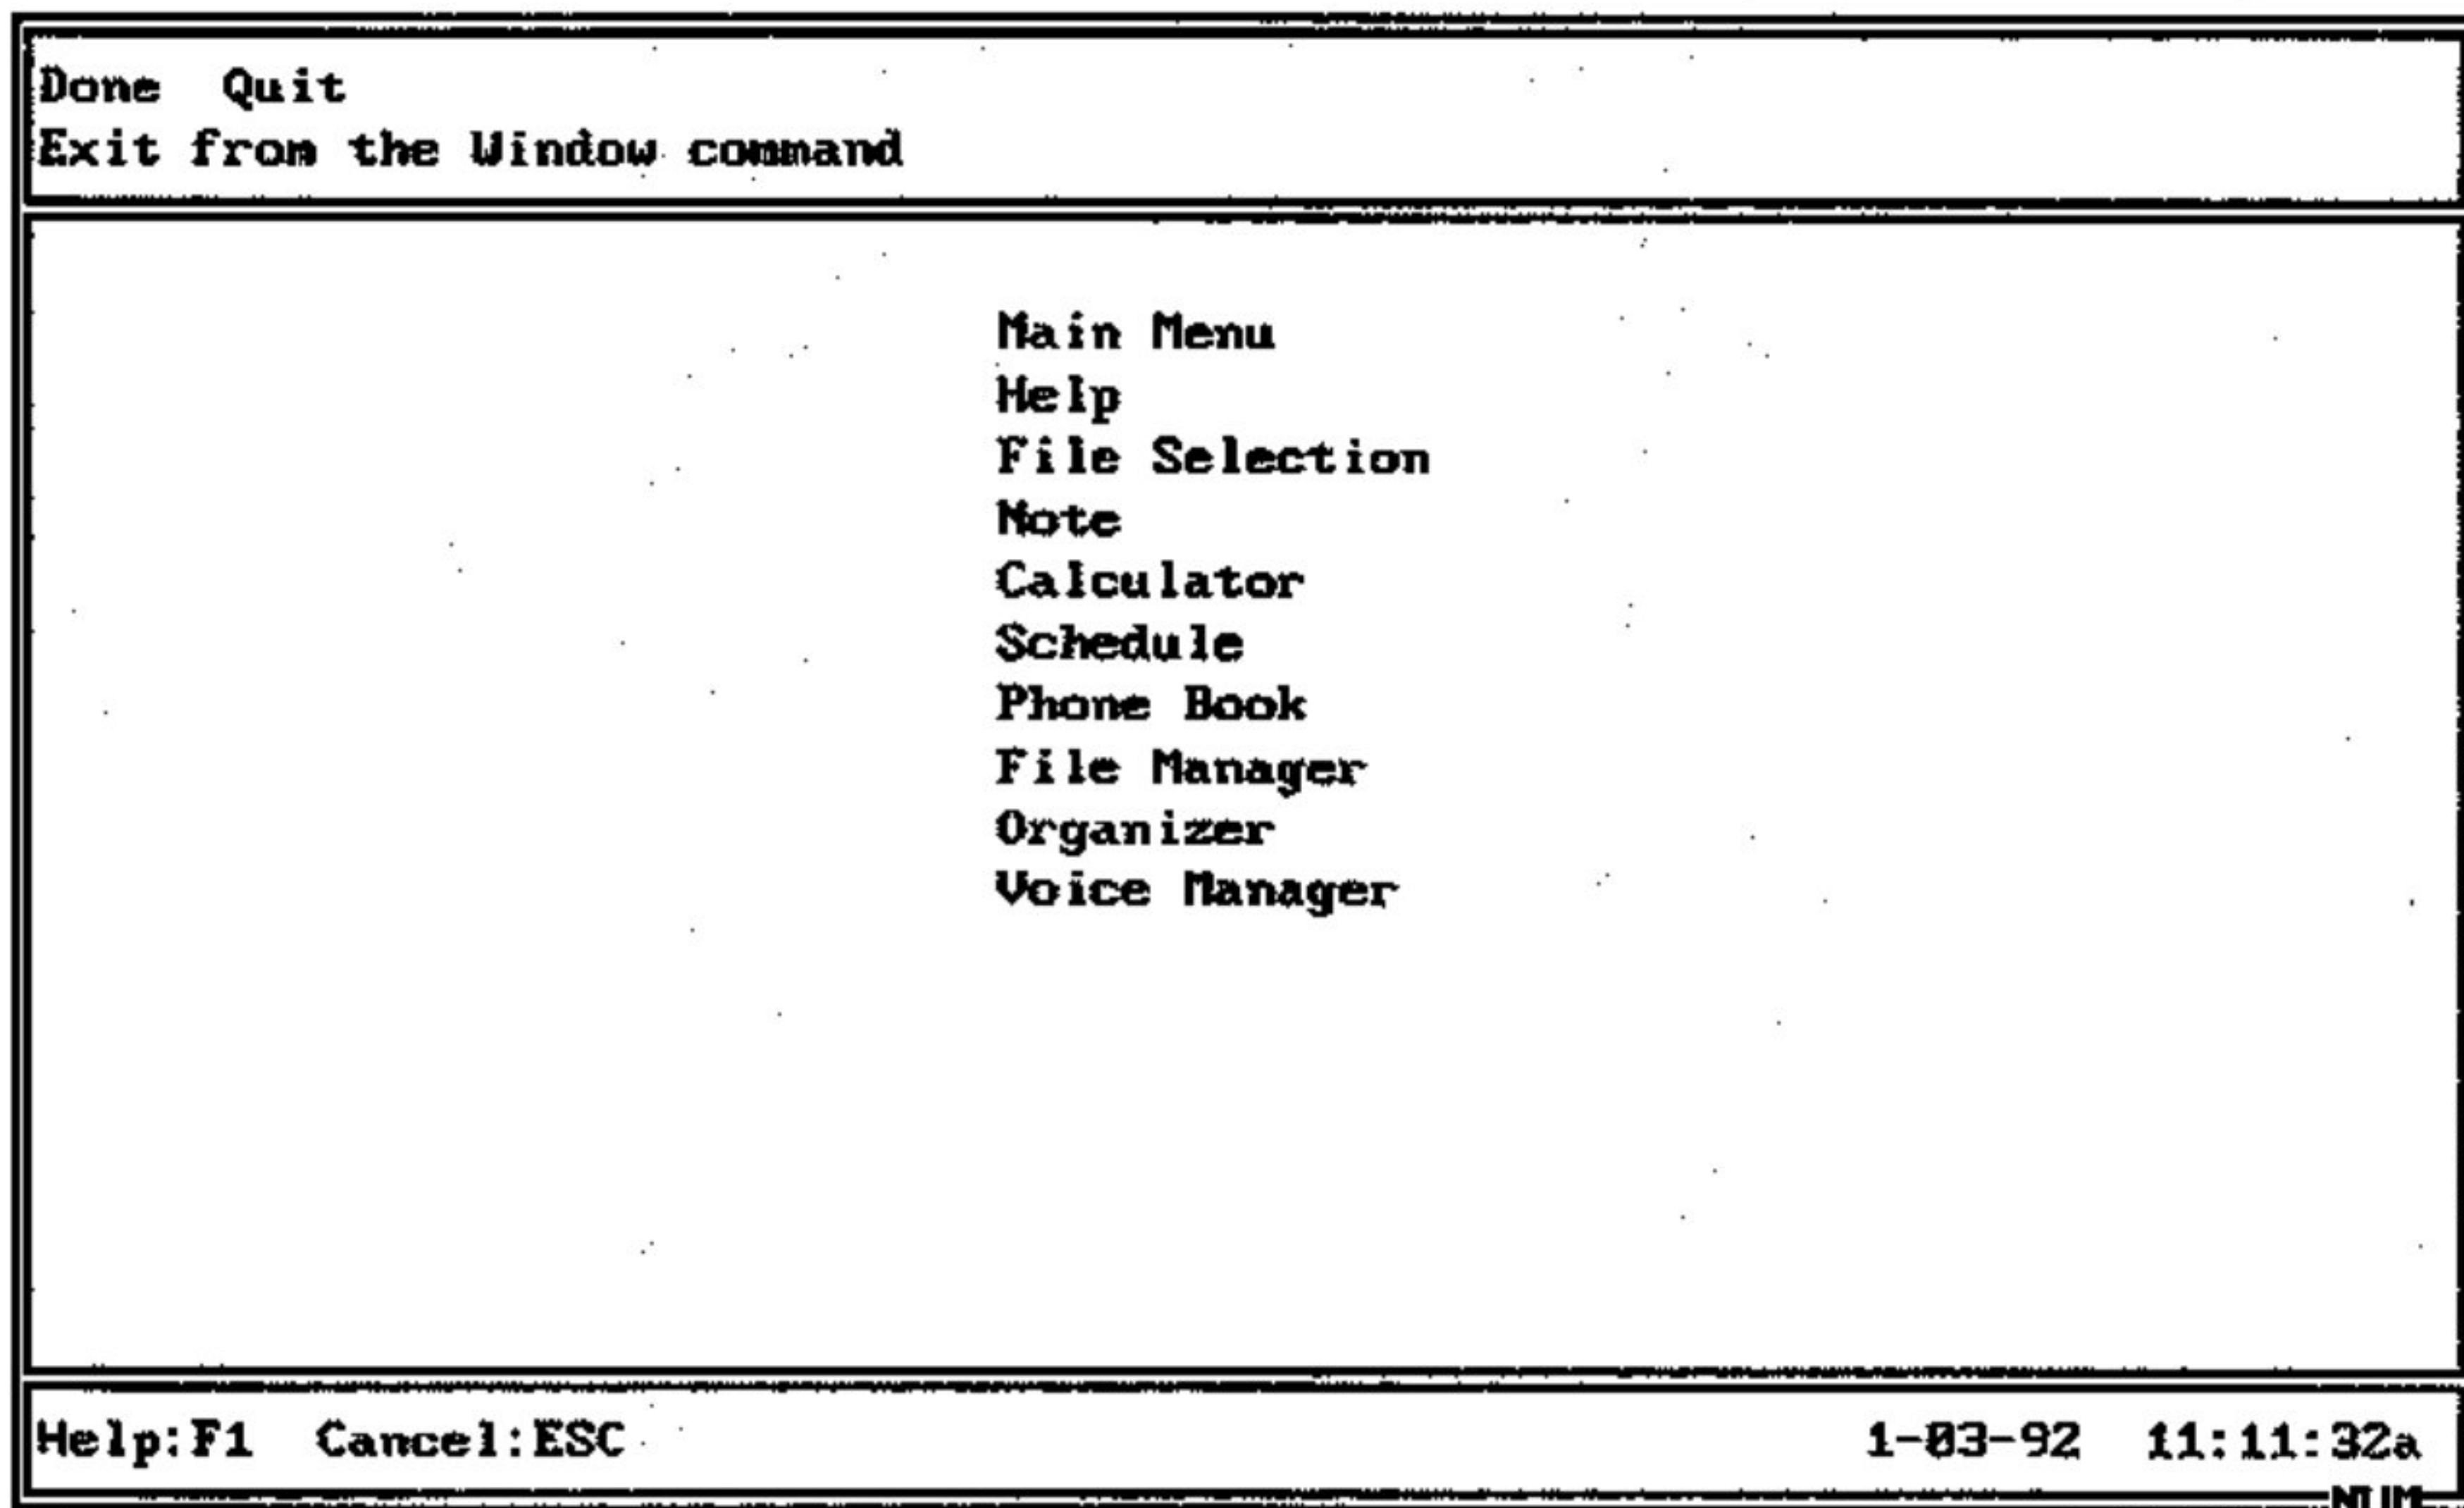 Done  Quit
Exit from the Window command
Main Menu
Help
File Selection
Note
Calculator
Schedule
Phone Book
File Manager
Organizer
Voice Manager
Help:F1  Cancel:ESC  1-03-92  11:11:32a